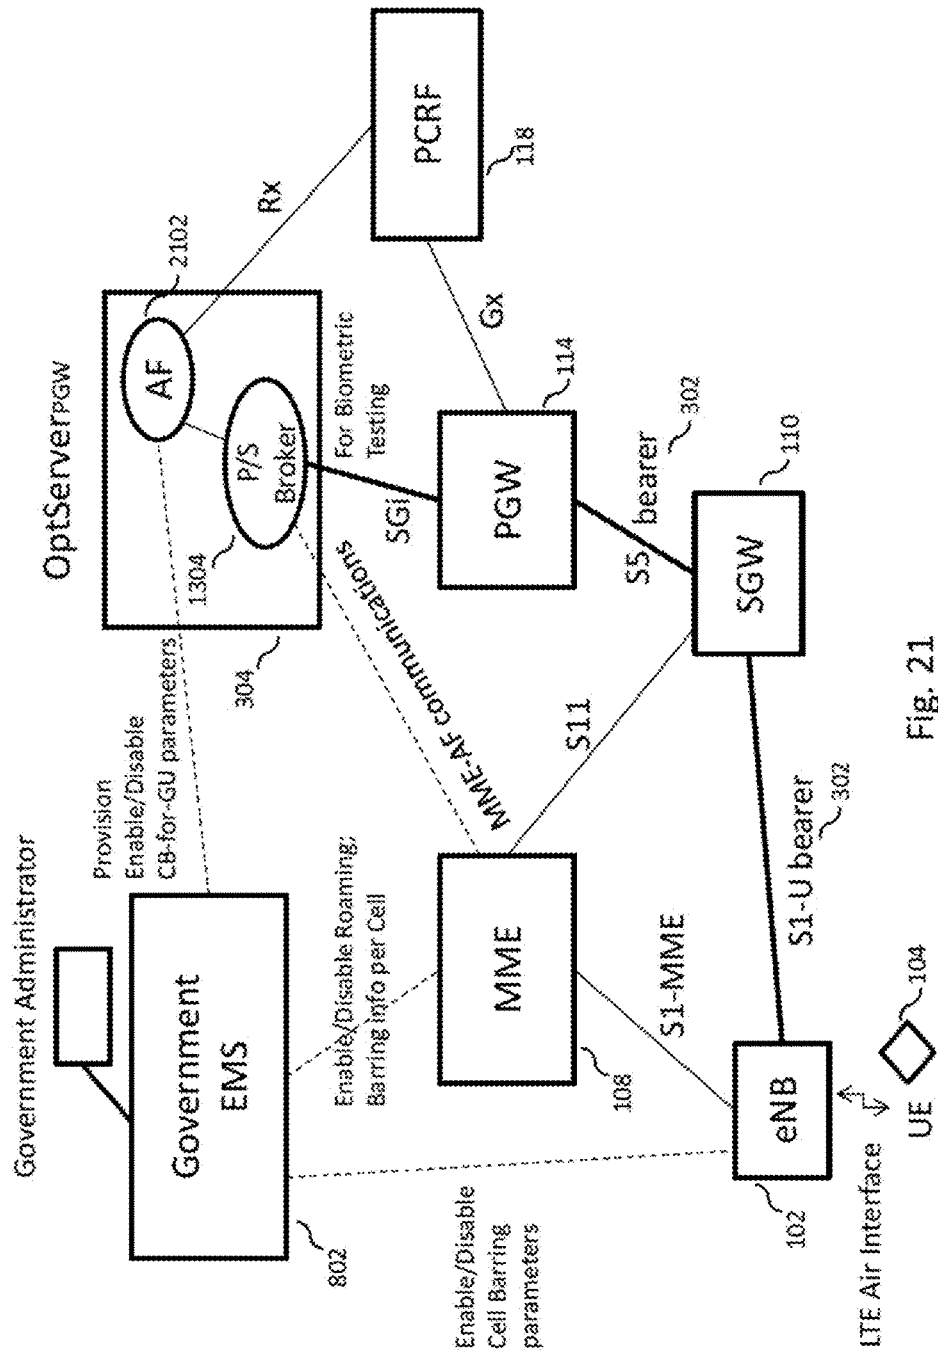 Government Administrator
Government
EMS
802
Provision
Enable/Disable
CB-for-GU parameters
OptServerPGW
AF
2102
P/S
Broker
1304
304
Rx
PCRF
118
Gx
For Biometric
Testing
SGi
PGW
114
MME-AF communications
Enable/Disable Roaming;
Barring Info per Cell
MME
108
S11
S5
bearer
302
SGW
110
S1-MME
S1-U bearer
302
Enable/Disable
Cell Barring
parameters
eNB
102
LTE Air Interface
UE
104
Fig. 21